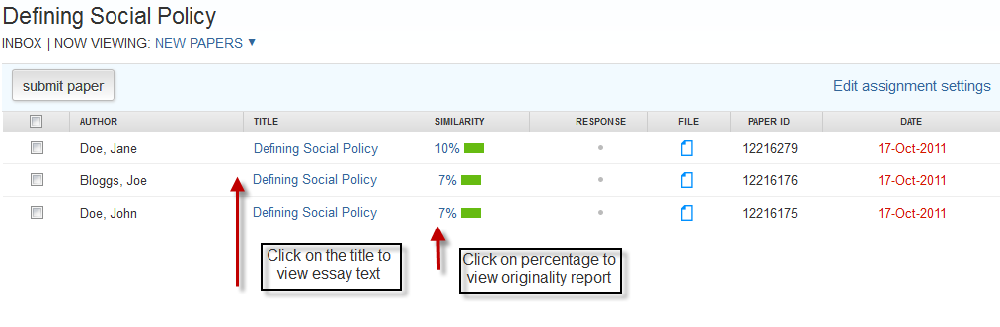 Defining Social Policy
INBOX | NOW VIEWING: NEW PAPERS ▼
submit paper
Edit assignment settings
AUTHOR TITLE SIMILARITY RESPONSE FILE PAPER ID DATE
Doe, Jane Defining Social Policy 10% 12216279 17-Oct-2011
Bloggs, Joe Defining Social Policy 7% 12216176 17-Oct-2011
Doe, John Defining Social Policy 7% 12216175 17-Oct-2011
Click on the title to
view essay text
Click on percentage to
view originality report